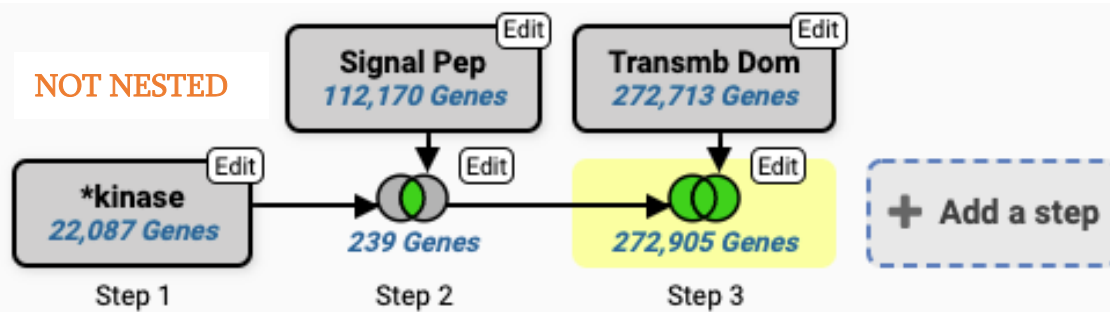 NOT NESTED
Edit
Signal Pep
112,170 Genes
Edit
Transmb Dom
272,713 Genes
Edit
*kinase
22,087 Genes
Edit
239 Genes
Edit
272,905 Genes
+ Add a step
Step 1
Step 2
Step 3